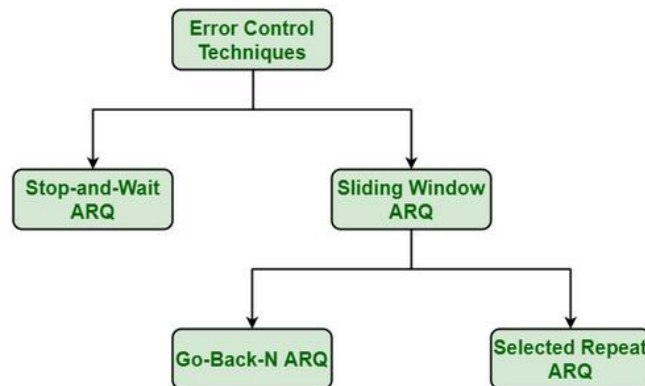 Error Control
Techniques
Stop-and-Wait
ARQ
Sliding Window
ARQ
Go-Back-N ARQ
Selected Repeat
ARQ